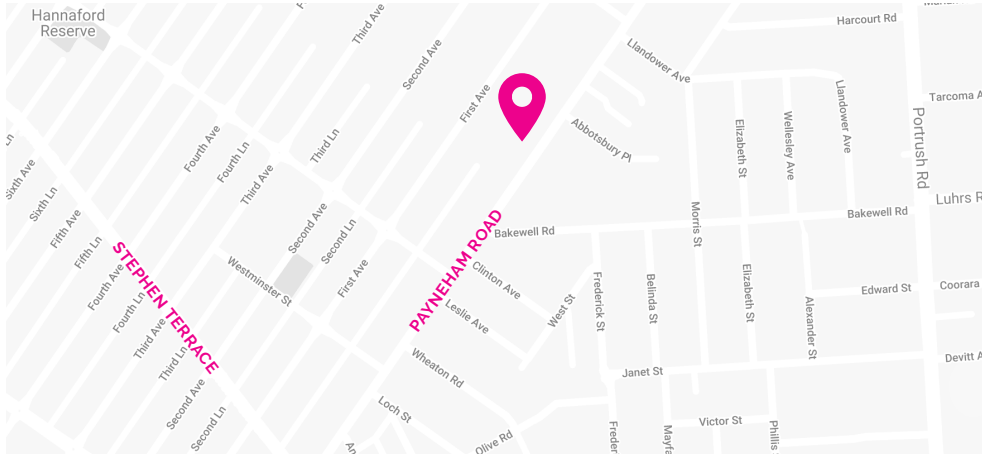 Hannaford
Reserve
Third Ave
Second Ave
First Ave
Llandower Ave
Harcourt Rd
Tarcoma A
Portrush Rd
Luhrs R
Abbotsbury Pl
Elizabeth St
Wellesley Ave
Llandower Ave
Fourth Ave
Fourth Ln
Third Ave
Third Ln
Sixth Ave
Sixth Ln
Fifth Ave
Fifth Ln
Fourth Ave
Fourth Ln
Third Ave
Third Ln
Second Ave
Second Ln
STEPHEN TERRACE
Westminster St
Second Ave
Second Ln
First Ave
PAYNEHAM ROAD
Bakewell Rd
Bakewell Rd
Morris St
Clinton Ave
Leslie Ave
West St
Frederick St
Belinda St
Elizabeth St
Alexander St
Edward St
Coorara
Devitt A
Janet St
Wheaton Rd
Loch St
Olive Rd
Victor St
Freder
Mayfa
Phillis
Ln